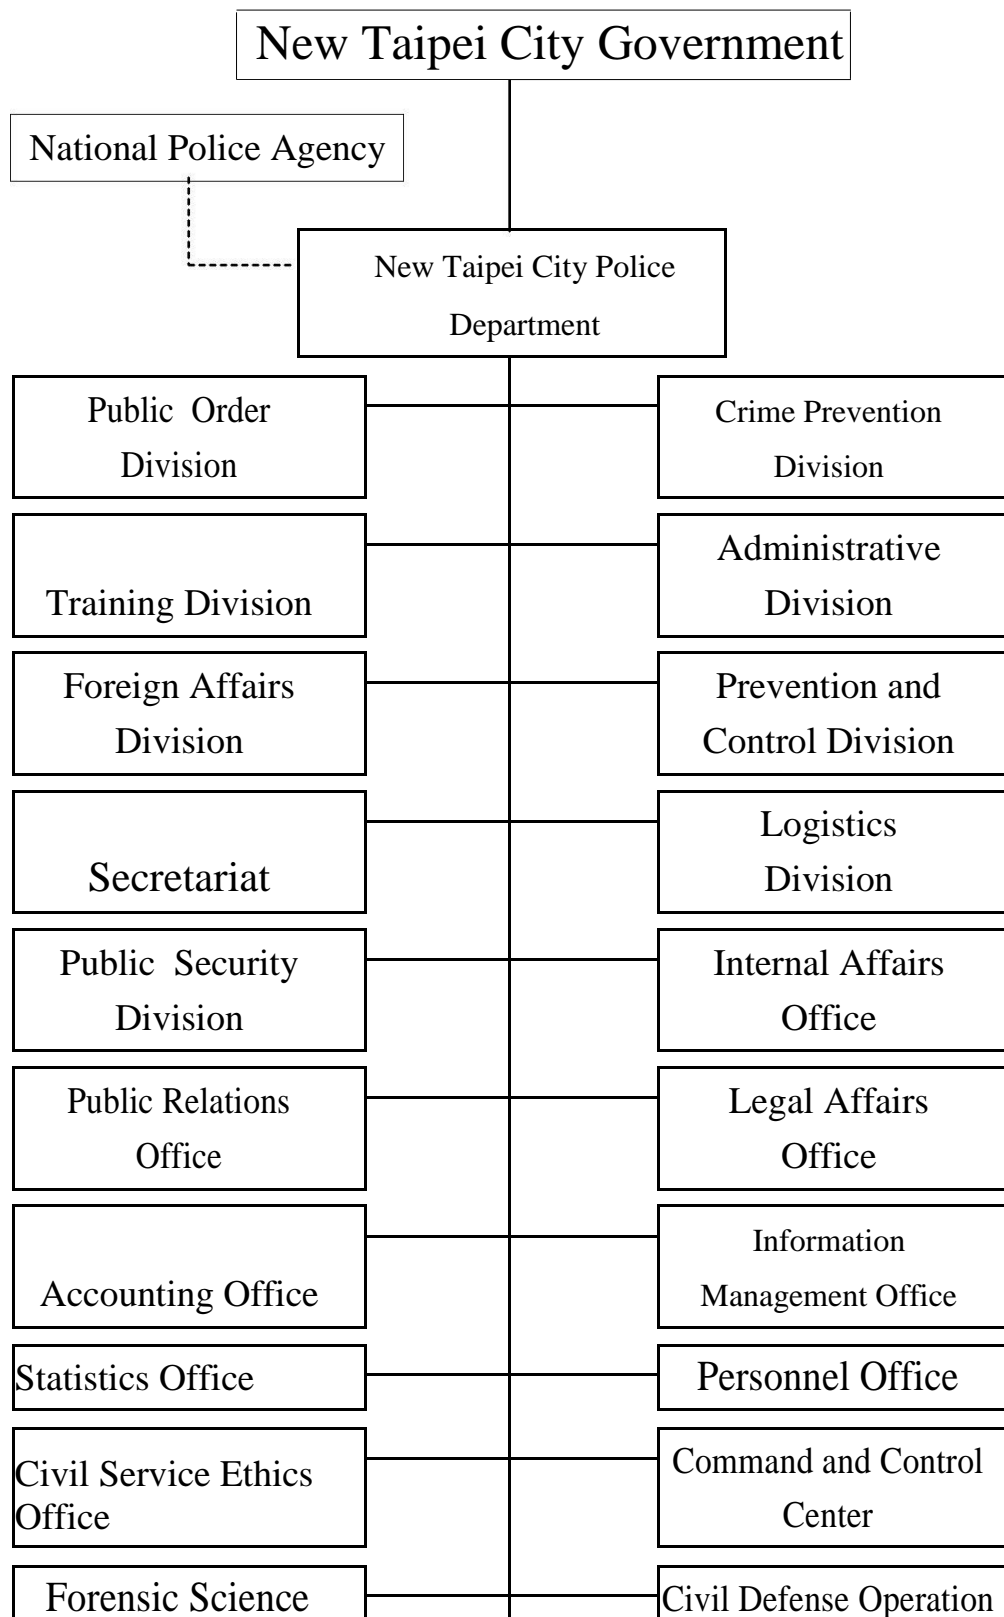 New Taipei City Government
National Police Agency
New Taipei City Police
Department
Public Order
Division
Crime Prevention
Division
Training Division
Administrative
Division
Foreign Affairs
Division
Prevention and
Control Division
Secretariat
Logistics
Division
Public Security
Division
Internal Affairs
Office
Public Relations
Office
Legal Affairs
Office
Accounting Office
Information
Management Office
Statistics Office
Personnel Office
Civil Service Ethics
Office
Command and Control
Center
Forensic Science
Civil Defense Operation